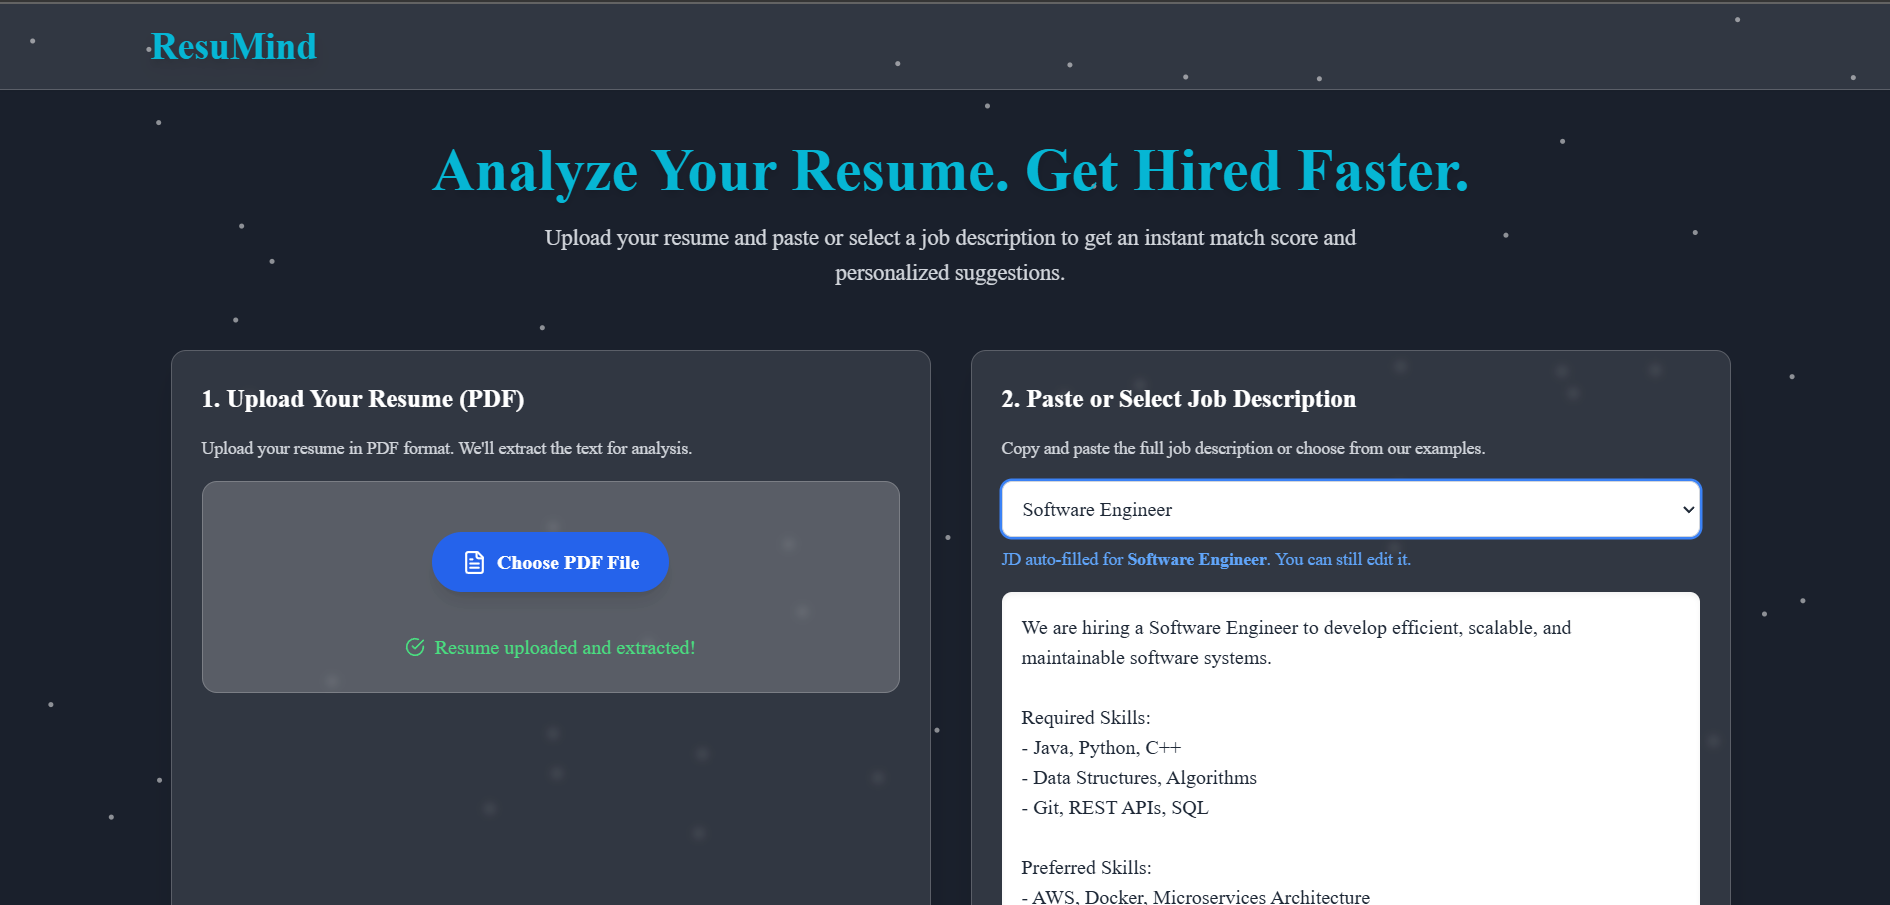 ResuMind
Analyze Your Resume. Get Hired Faster.
Upload your resume and paste or select a job description to get an instant match score and
personalized suggestions.
1. Upload Your Resume (PDF)
Upload your resume in PDF format. We'll extract the text for analysis.
Choose PDF File
Resume uploaded and extracted!
2. Paste or Select Job Description
Copy and paste the full job description or choose from our examples.
Software Engineer
JD auto-filled for Software Engineer. You can still edit it.
We are hiring a Software Engineer to develop efficient, scalable, and
maintainable software systems.
Required Skills:
- Java, Python, C++
- Data Structures, Algorithms
- Git, REST APIs, SQL
Preferred Skills:
- AWS, Docker, Microservices Architecture